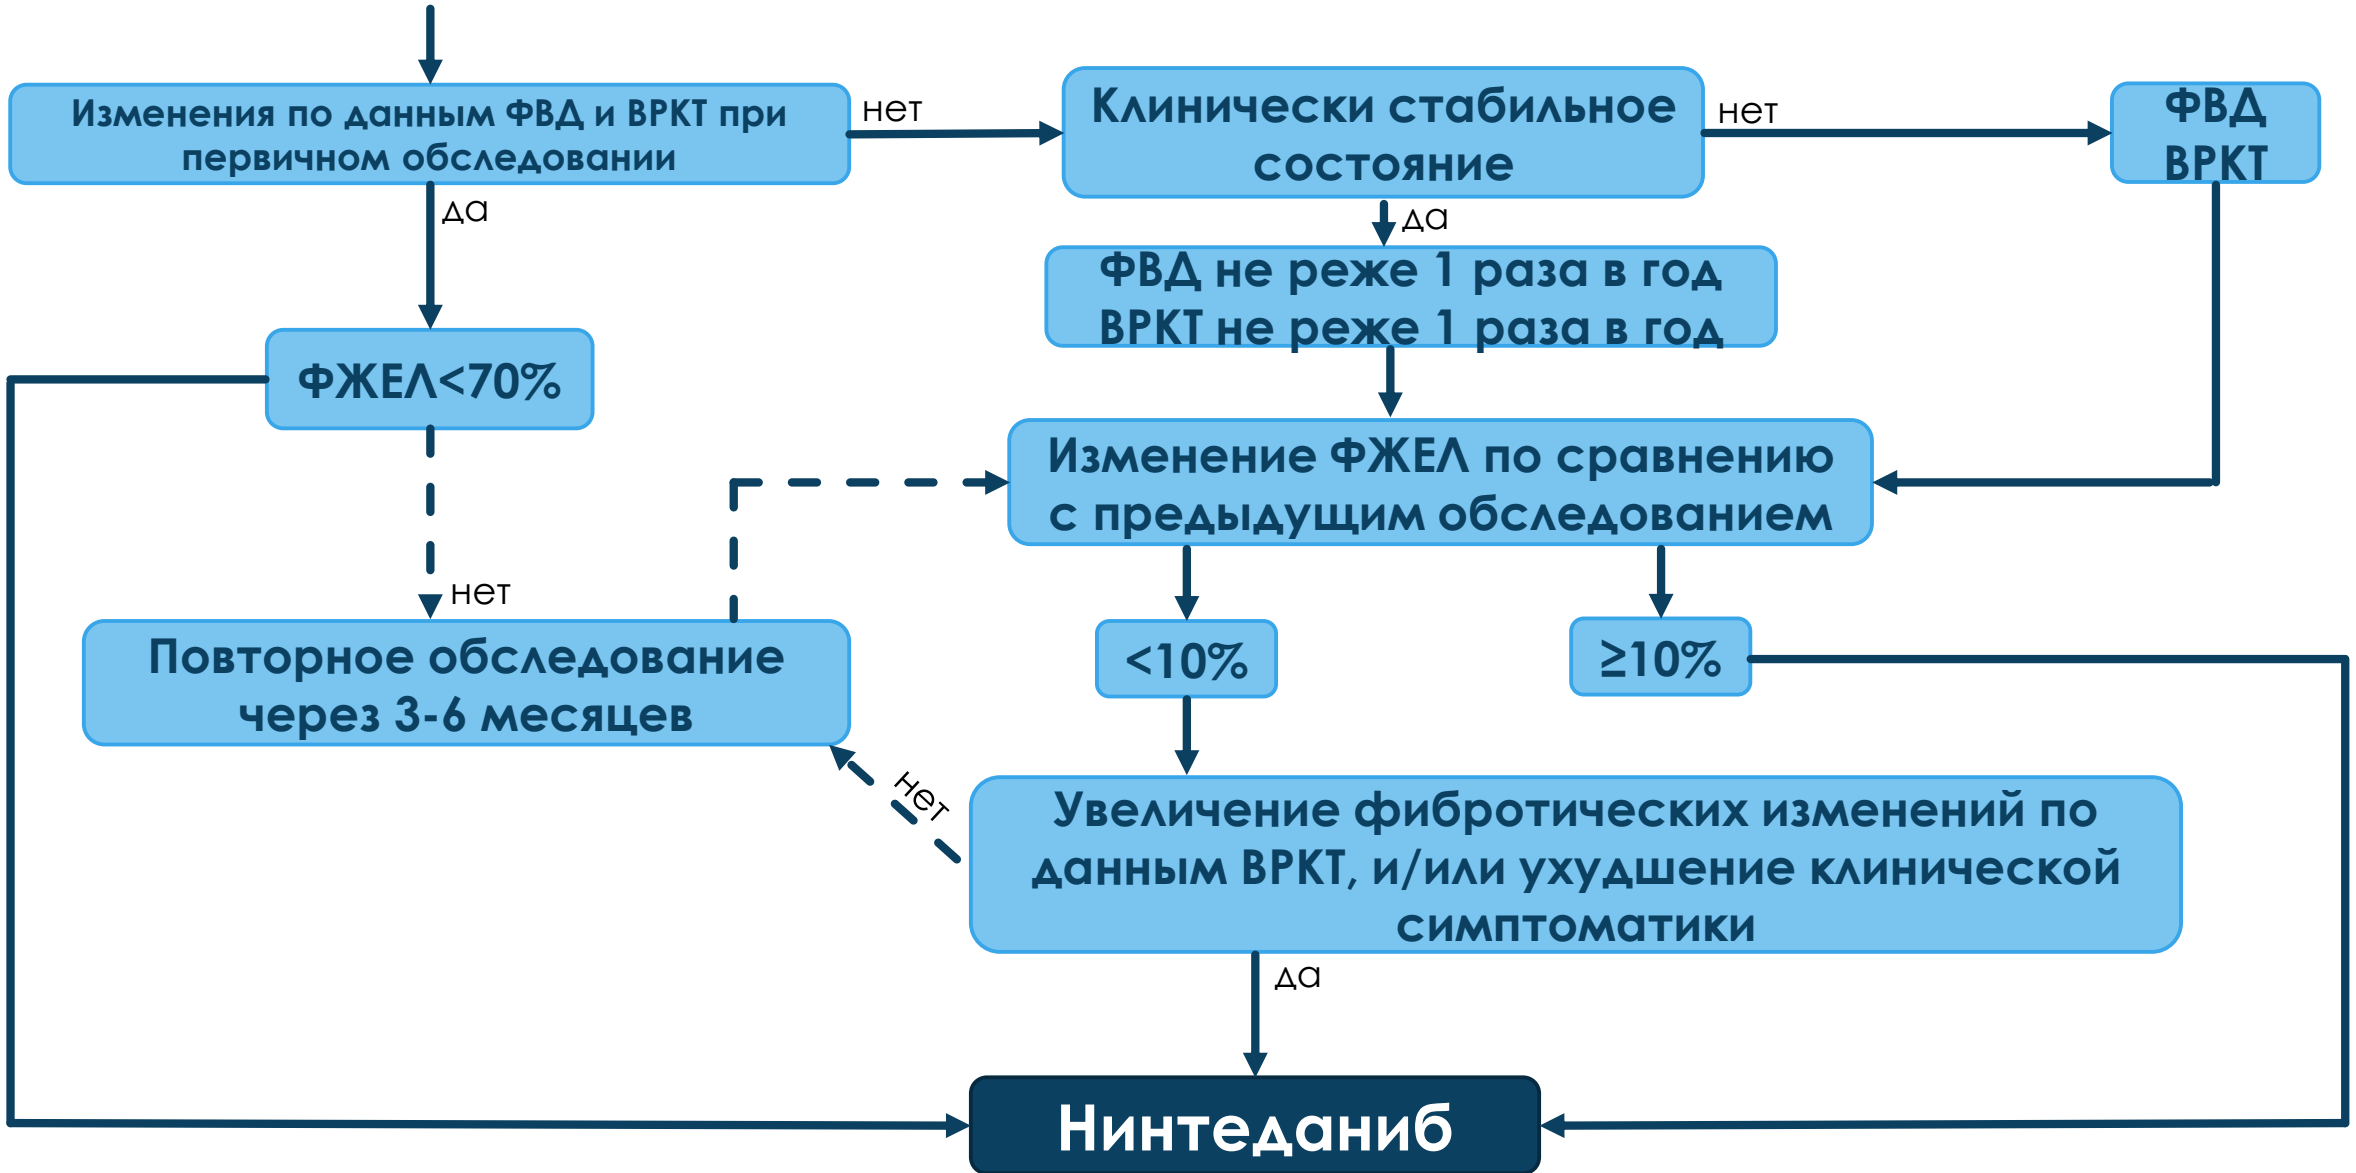 Изменения по данным ФВД и ВРКТ при
первичном обследовании
нет
Клинически стабильное
состояние
нет
ФВД
ВРКТ
да
да
ФВД не реже 1 раза в год
ВРКТ не реже 1 раза в год
ФЖЕЛ<70%
Изменение ФЖЕЛ по сравнению
с предыдущим обследованием
нет
Повторное обследование
через 3-6 месяцев
<10%
≥10%
нет
Увеличение фибротических изменений по
данным ВРКТ, и/или ухудшение клинической
симптоматики
да
Нинтеданиб